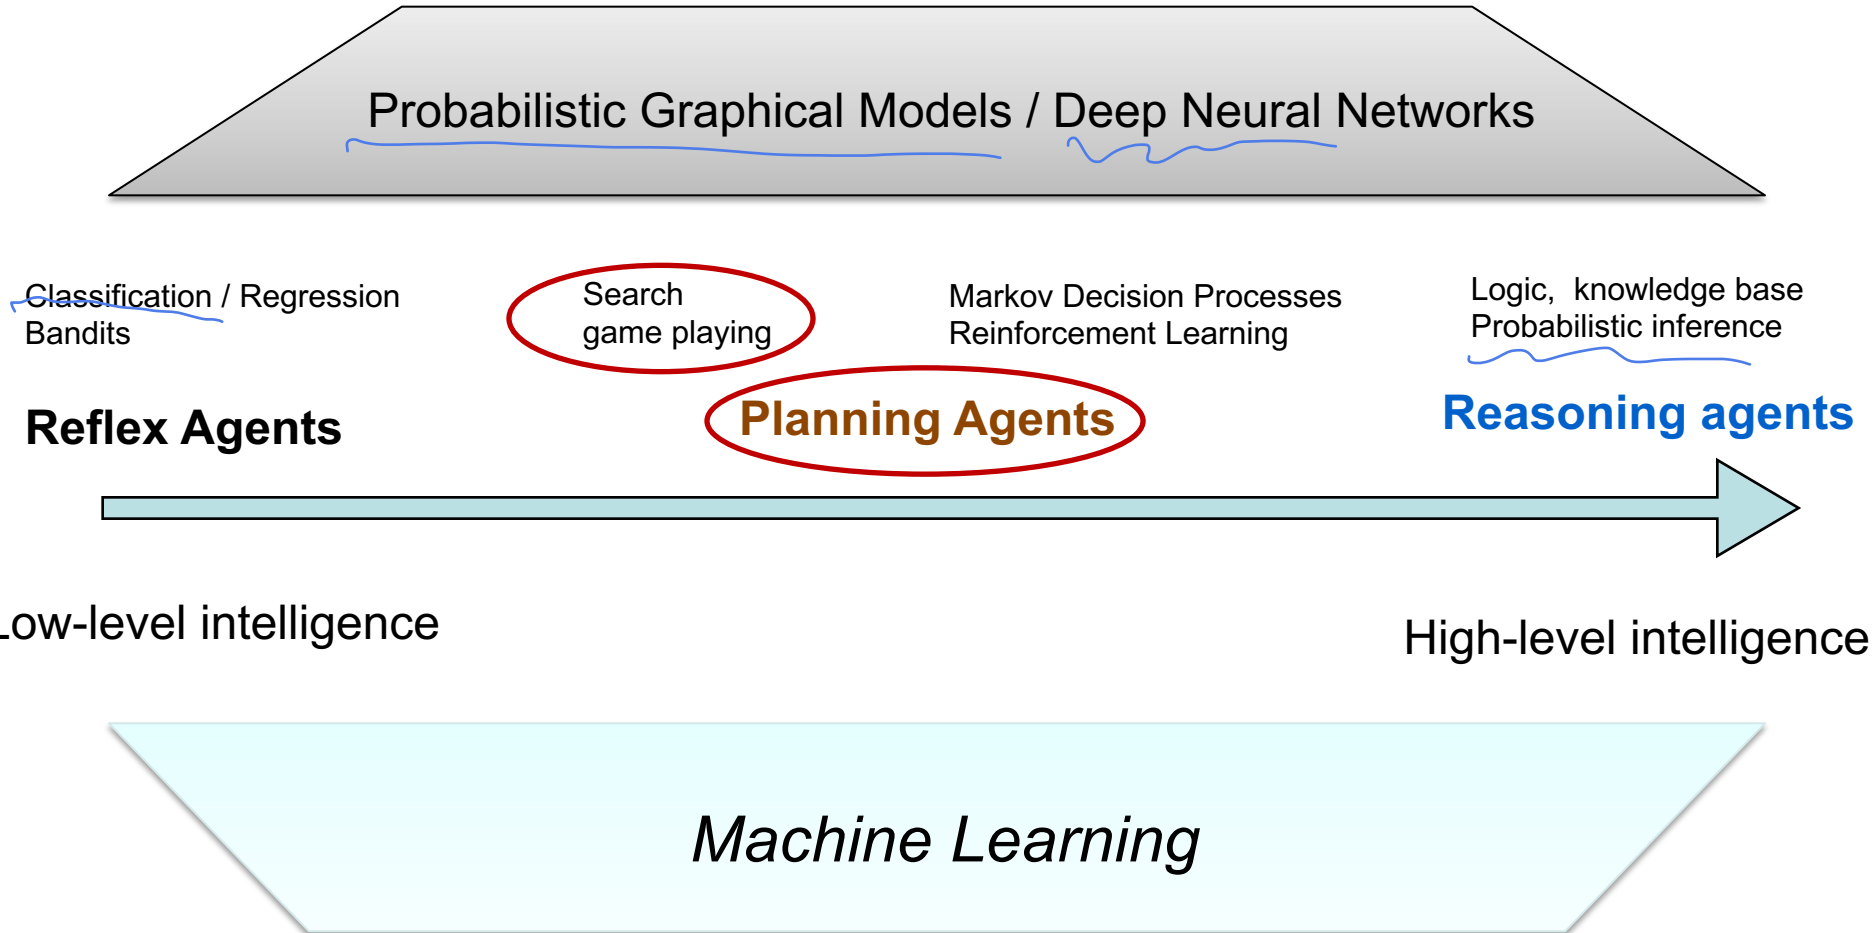 Probabilistic Graphical Models / Deep Neural Networks
Classification / Regression
Bandits
Search
game playing
Markov Decision Processes
Reinforcement Learning
Logic, knowledge base
Probabilistic inference
Reflex Agents
Planning Agents
Reasoning agents
Low-level intelligence
High-level intelligence
Machine Learning